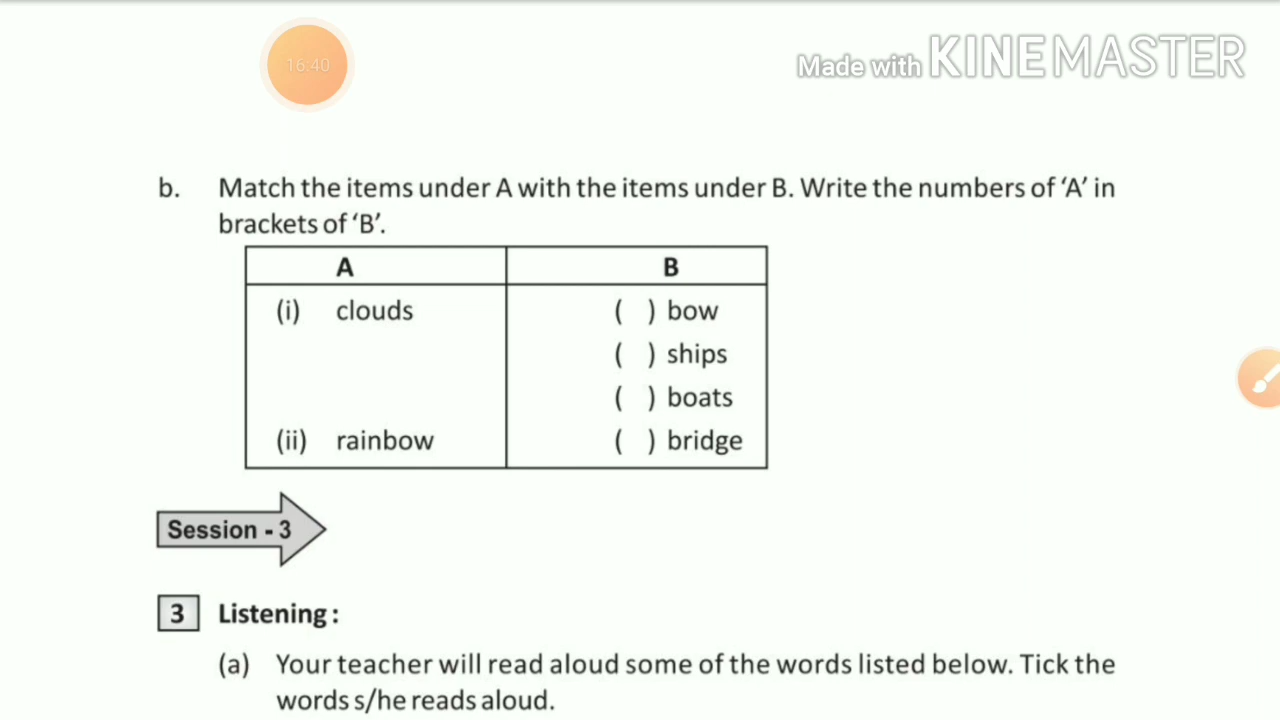 16:40
Made with KINEMASTER
b. Match the items under A with the items under B. Write the numbers of ‘A’ in
brackets of ‘B’.
A B
(i) clouds ( ) bow
( ) ships
( ) boats
(ii) rainbow ( ) bridge
Session - 3
3 Listening :
(a) Your teacher will read aloud some of the words listed below. Tick the
words s/he reads aloud.